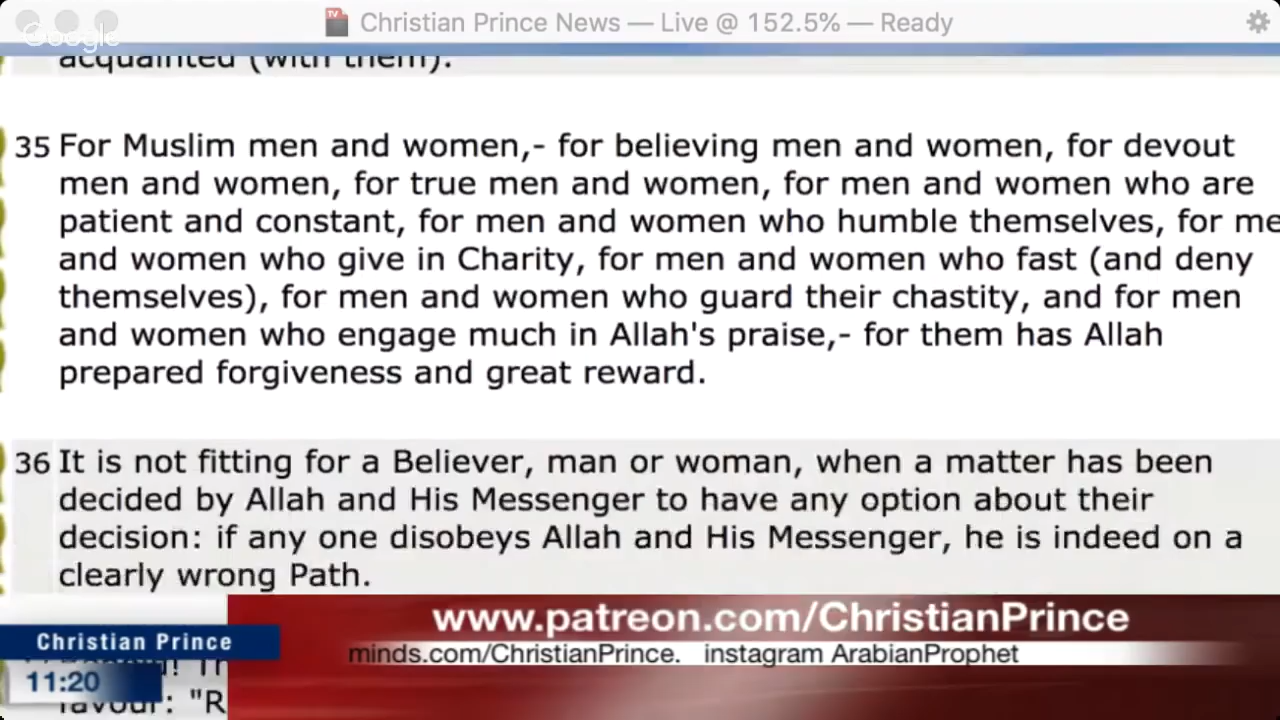 Christian Prince News — Live @ 152.5% — Ready
Google
acquainted (with them).
35 For Muslim men and women,- for believing men and women, for devout
men and women, for true men and women, for men and women who are
patient and constant, for men and women who humble themselves, for me
and women who give in Charity, for men and women who fast (and deny
themselves), for men and women who guard their chastity, and for men
and women who engage much in Allah's praise,- for them has Allah
prepared forgiveness and great reward.
36 It is not fitting for a Believer, man or woman, when a matter has been
decided by Allah and His Messenger to have any option about their
decision: if any one disobeys Allah and His Messenger, he is indeed on a
clearly wrong Path.
www.patreon.com/ChristianPrince
Christian Prince
minds.com/ChristianPrince. instagram ArabianProphet
11:20
favour: "R